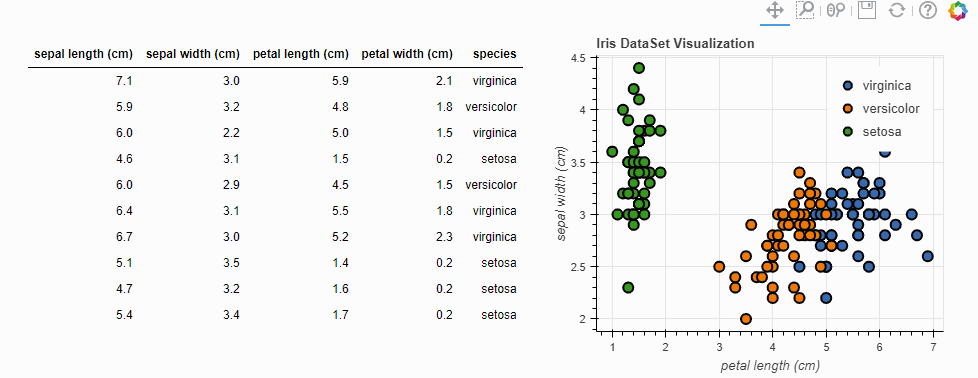 sepal length (cm) sepal width (cm) petal length (cm) petal width (cm) species
7.1 3.0 5.9 2.1 virginica
5.9 3.2 4.8 1.8 versicolor
6.0 2.2 5.0 1.5 virginica
4.6 3.1 1.5 0.2 setosa
6.0 2.9 4.5 1.5 versicolor
6.4 3.1 5.5 1.8 virginica
6.7 3.0 5.2 2.3 virginica
5.1 3.5 1.4 0.2 setosa
4.7 3.2 1.6 0.2 setosa
5.4 3.4 1.7 0.2 setosa
Iris DataSet Visualization
virginica
versicolor
setosa
sepal width (cm)
4.5
4
3.5
3
2.5
2
1 2 3 4 5 6 7
petal length (cm)